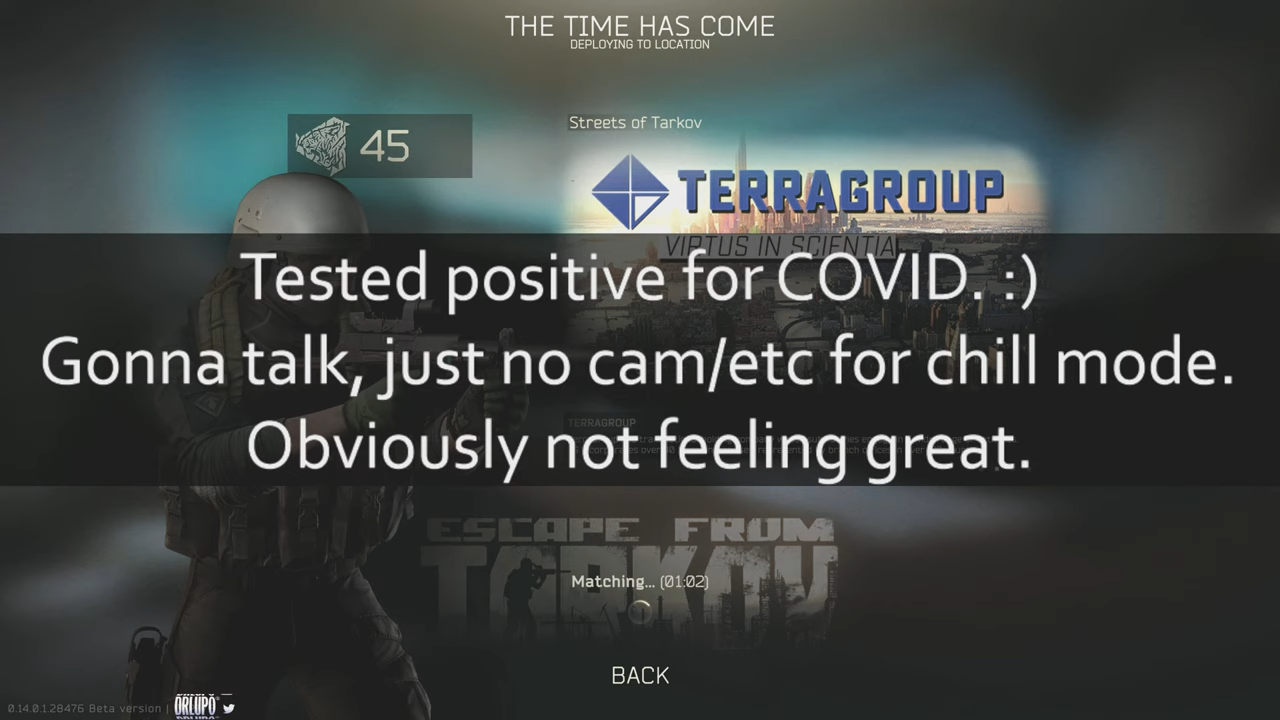 THE TIME HAS COME
DEPLOYING TO LOCATION
45
Streets of Tarkov
TERRAGROUP
VIRTUS IN SCIENTIA
Tested positive for COVID. :)
Gonna talk, just no cam/etc for chill mode.
Obviously not feeling great.
TERRAGROUP
ESCAPE FROM
TARKOV
Matching... (01:02)
BACK
0.14.0.1.28476 Beta version |
DRLUPO